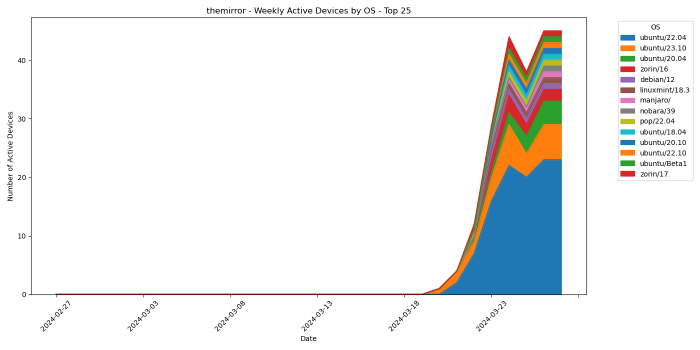 themirror - Weekly Active Devices by OS - Top 25
Number of Active Devices
40
30
20
10
0
2024-02-27
2024-03-03
2024-03-08
2024-03-13
2024-03-18
2024-03-23
Date
OS
ubuntu/22.04
ubuntu/23.10
ubuntu/20.04
zorin/16
debian/12
linuxmint/18.3
manjaro/
nobara/39
pop/22.04
ubuntu/18.04
ubuntu/20.10
ubuntu/22.10
ubuntu/Beta1
zorin/17